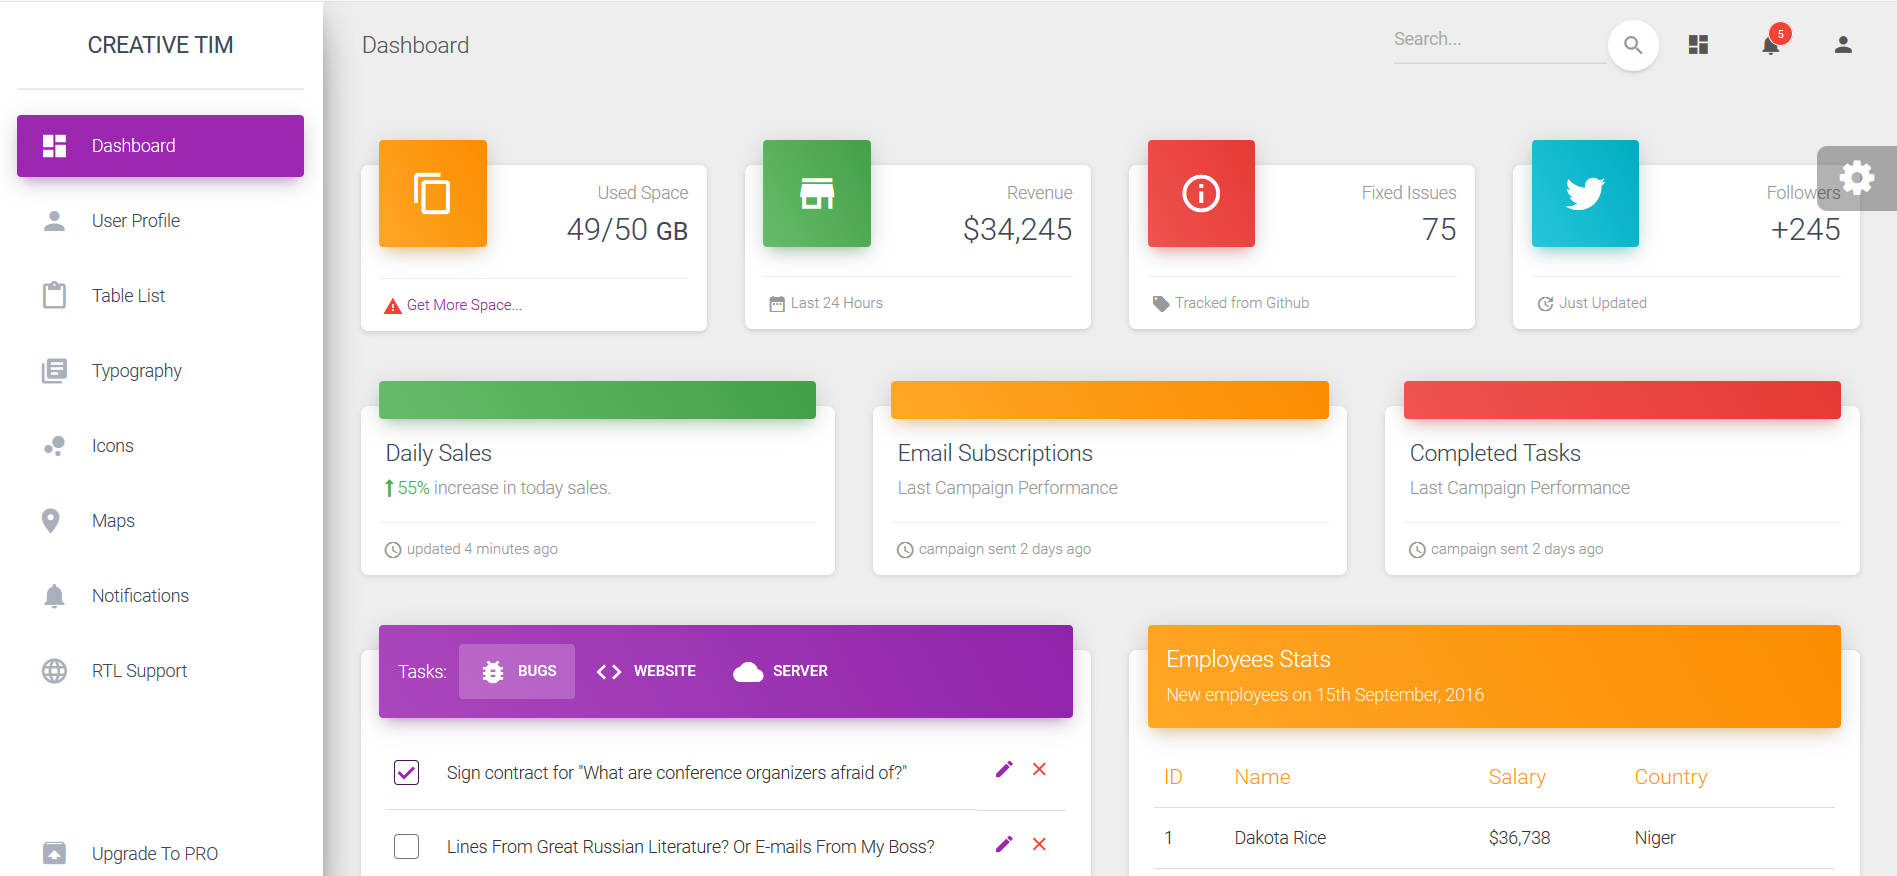 CREATIVE TIM
Dashboard
User Profile
Table List
Typography
Icons
Maps
Notifications
RTL Support
Upgrade To PRO
Dashboard
Search...
5
Used Space
49/50 GB
Get More Space...
Revenue
$34,245
Last 24 Hours
Fixed Issues
75
Tracked from Github
Followers
+245
Just Updated
Daily Sales
55% increase in today sales.
updated 4 minutes ago
Email Subscriptions
Last Campaign Performance
campaign sent 2 days ago
Completed Tasks
Last Campaign Performance
campaign sent 2 days ago
Tasks: BUGS WEBSITE SERVER
Sign contract for "What are conference organizers afraid of?"
Lines From Great Russian Literature? Or E-mails From My Boss?
Employees Stats
New employees on 15th September, 2016
ID Name Salary Country
1 Dakota Rice $36,738 Niger